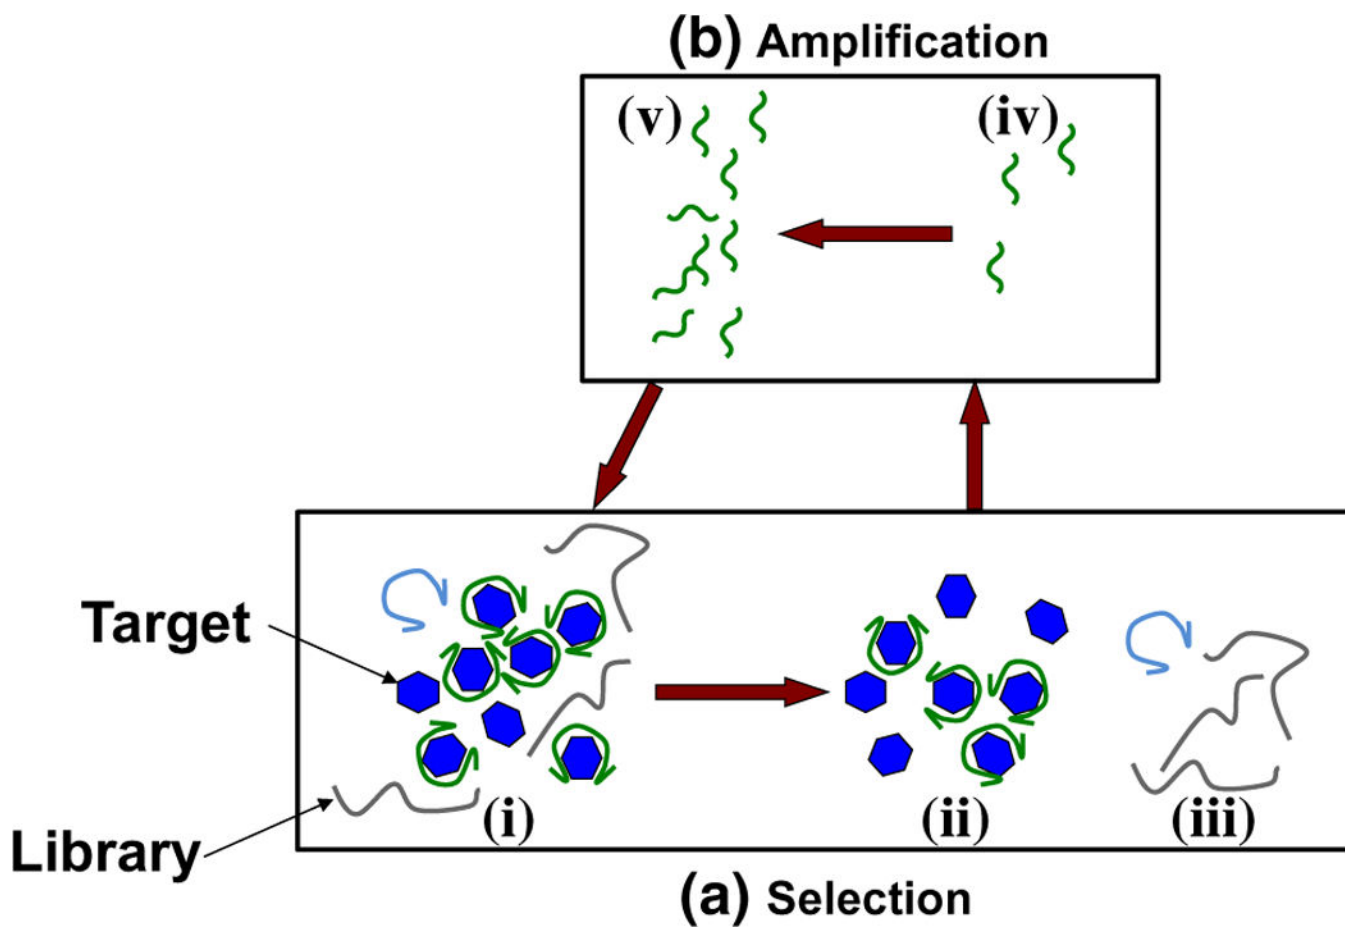 (b) Amplification
(v)
(iv)
Target
Library
(i)
(ii)
(iii)
(a) Selection